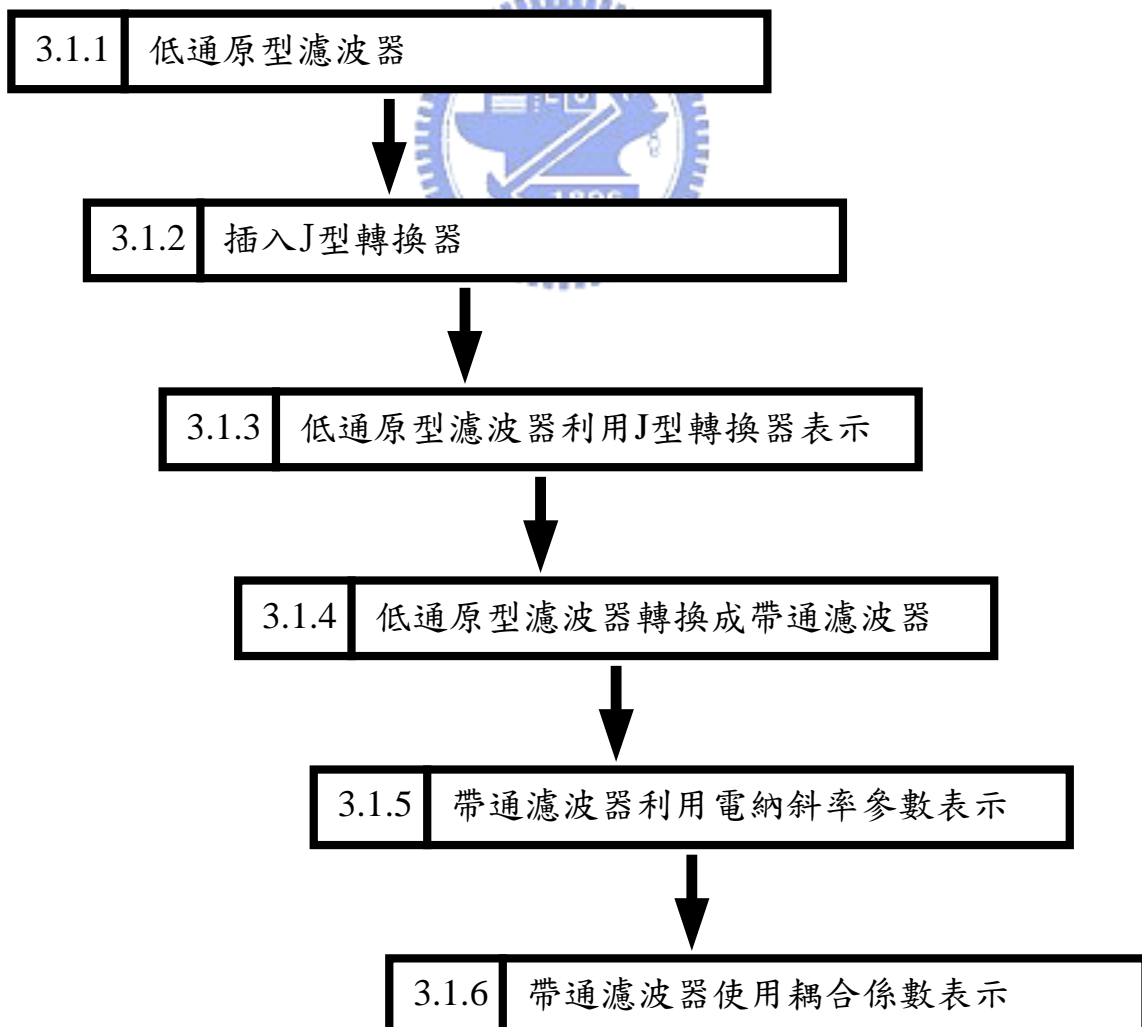 3.1.1 低通原型濾波器
1896
3.1.2 插入J型轉換器
3.1.3 低通原型濾波器利用J型轉換器表示
3.1.4 低通原型濾波器轉換成帶通濾波器
3.1.5 帶通濾波器利用電納斜率參數表示
3.1.6 帶通濾波器使用耦合係數表示